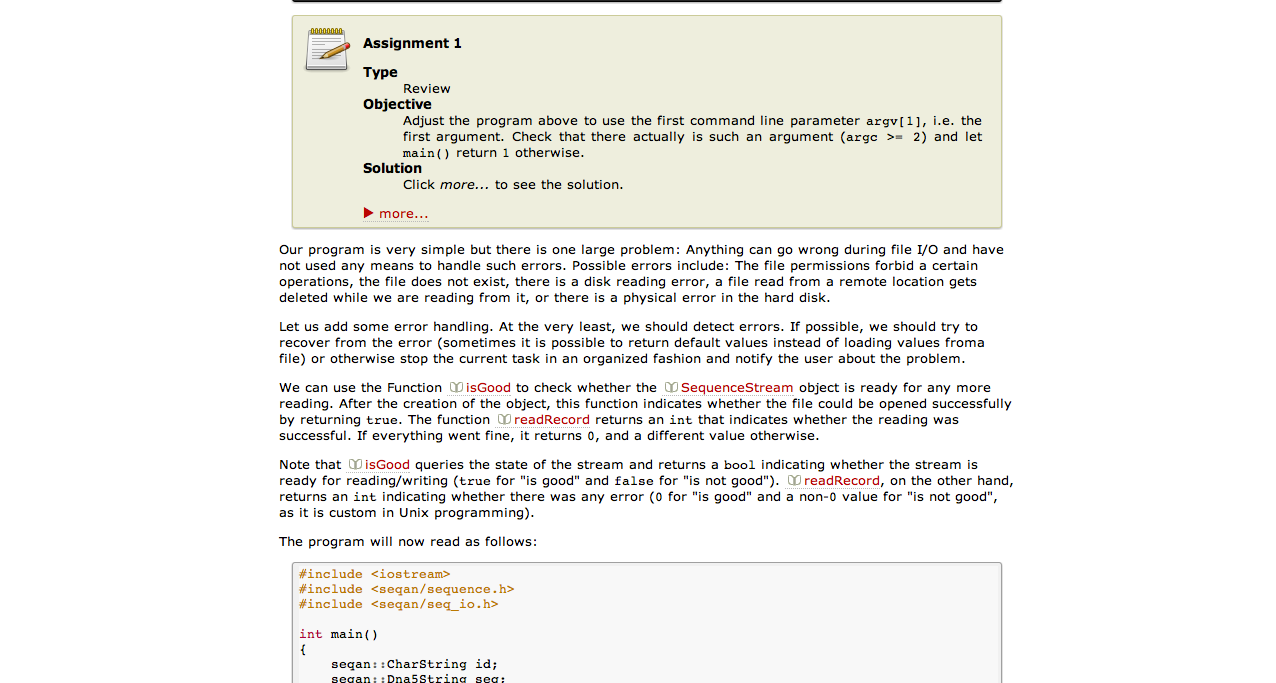 Assignment 1
Type
Review
Objective
Adjust the program above to use the first command line parameter argv[1], i.e. the
first argument. Check that there actually is such an argument (argc >= 2) and let
main() return 1 otherwise.
Solution
Click more... to see the solution.
▶ more...
Our program is very simple but there is one large problem: Anything can go wrong during file I/O and have
not used any means to handle such errors. Possible errors include: The file permissions forbid a certain
operations, the file does not exist, there is a disk reading error, a file read from a remote location gets
deleted while we are reading from it, or there is a physical error in the hard disk.
Let us add some error handling. At the very least, we should detect errors. If possible, we should try to
recover from the error (sometimes it is possible to return default values instead of loading values froma
file) or otherwise stop the current task in an organized fashion and notify the user about the problem.
We can use the Function isGood to check whether the SequenceStream object is ready for any more
reading. After the creation of the object, this function indicates whether the file could be opened successfully
by returning true. The function readRecord returns an int that indicates whether the reading was
successful. If everything went fine, it returns 0, and a different value otherwise.
Note that isGood queries the state of the stream and returns a bool indicating whether the stream is
ready for reading/writing (true for "is good" and false for "is not good"). readRecord, on the other hand,
returns an int indicating whether there was any error (0 for "is good" and a non-0 value for "is not good",
as it is custom in Unix programming).
The program will now read as follows:
#include <iostream>
#include <seqan/sequence.h>
#include <seqan/seq_io.h>
int main()
{
seqan::CharString id;
seqan::Dna5String seq;